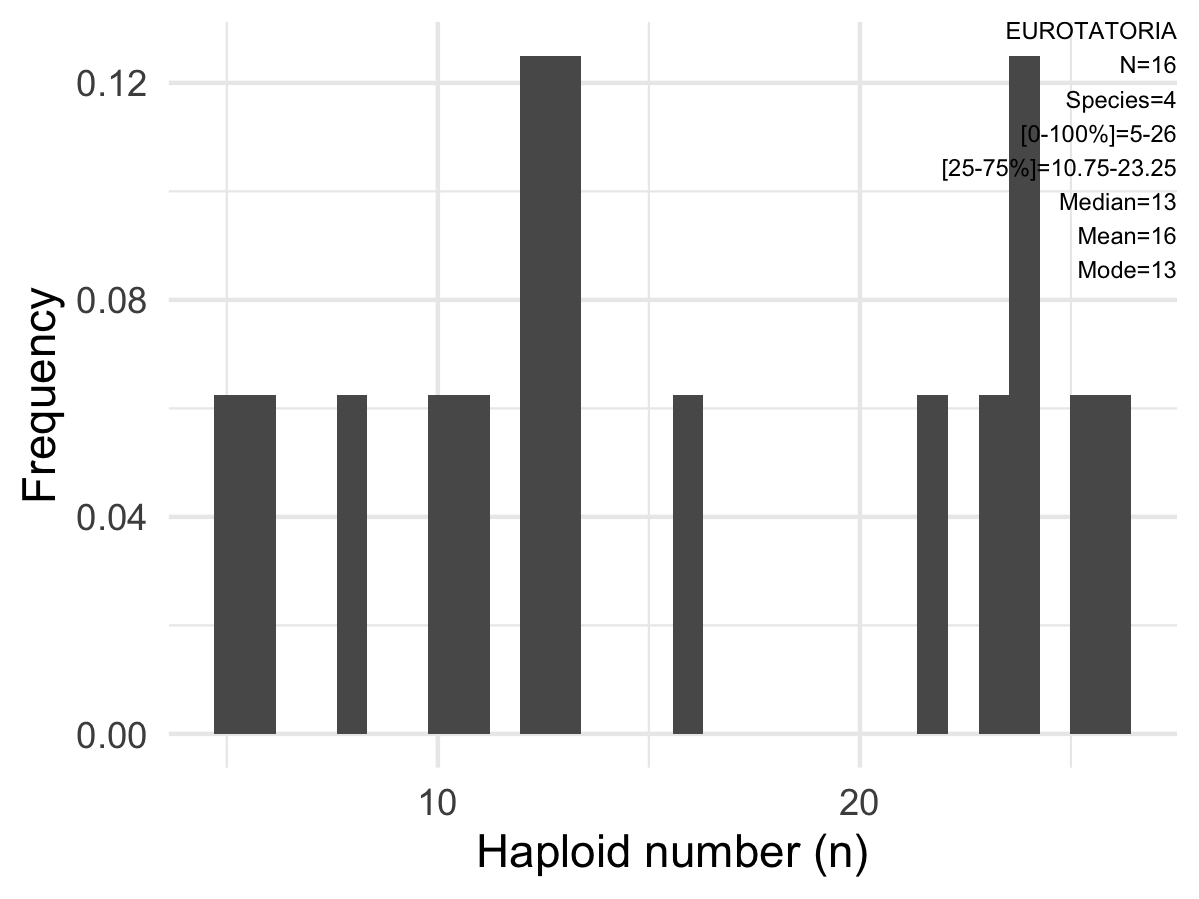 EUROTATORIA
N=16
Species=4
[0-100%]=5-26
[25-75%]=10.75-23.25
Median=13
Mean=16
Mode=13
0.12
0.08
0.04
0.00
Frequency
10 20
Haploid number (n)